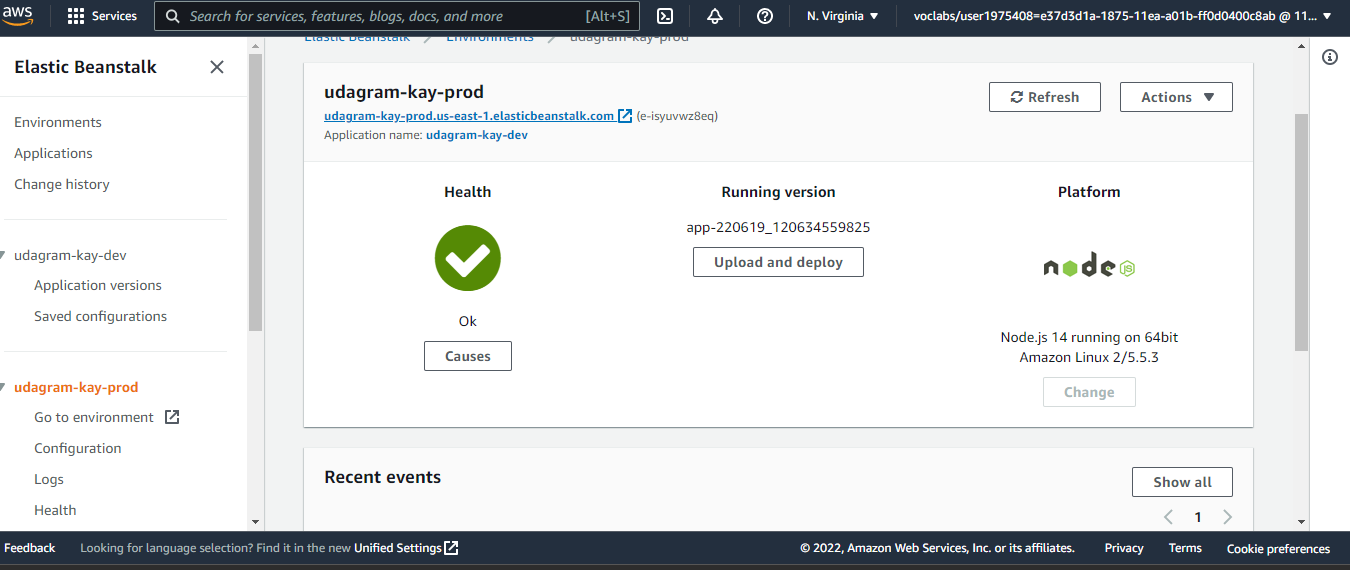 aws
Services
Search for services, features, blogs, docs, and more [Alt+S]
N. Virginia
voclabs/user1975408=e37d3d1a-1875-11ea-a01b-ff0d0400c8ab @ 11...
Elastic Beanstalk
Environments
Applications
Change history
udagram-kay-dev
Application versions
Saved configurations
udagram-kay-prod
Go to environment
Configuration
Logs
Health
Elastic Beanstalk Environments udagram-kay-prod
udagram-kay-prod
udagram-kay-prod.us-east-1.elasticbeanstalk.com (e-isyuvwz8eq)
Application name: udagram-kay-dev
Refresh
Actions
Health
Ok
Causes
Running version
app-220619_120634559825
Upload and deploy
Platform
node JS
Node.js 14 running on 64bit
Amazon Linux 2/5.5.3
Change
Recent events
Show all
1
Feedback
Looking for language selection? Find it in the new Unified Settings
© 2022, Amazon Web Services, Inc. or its affiliates.
Privacy
Terms
Cookie preferences